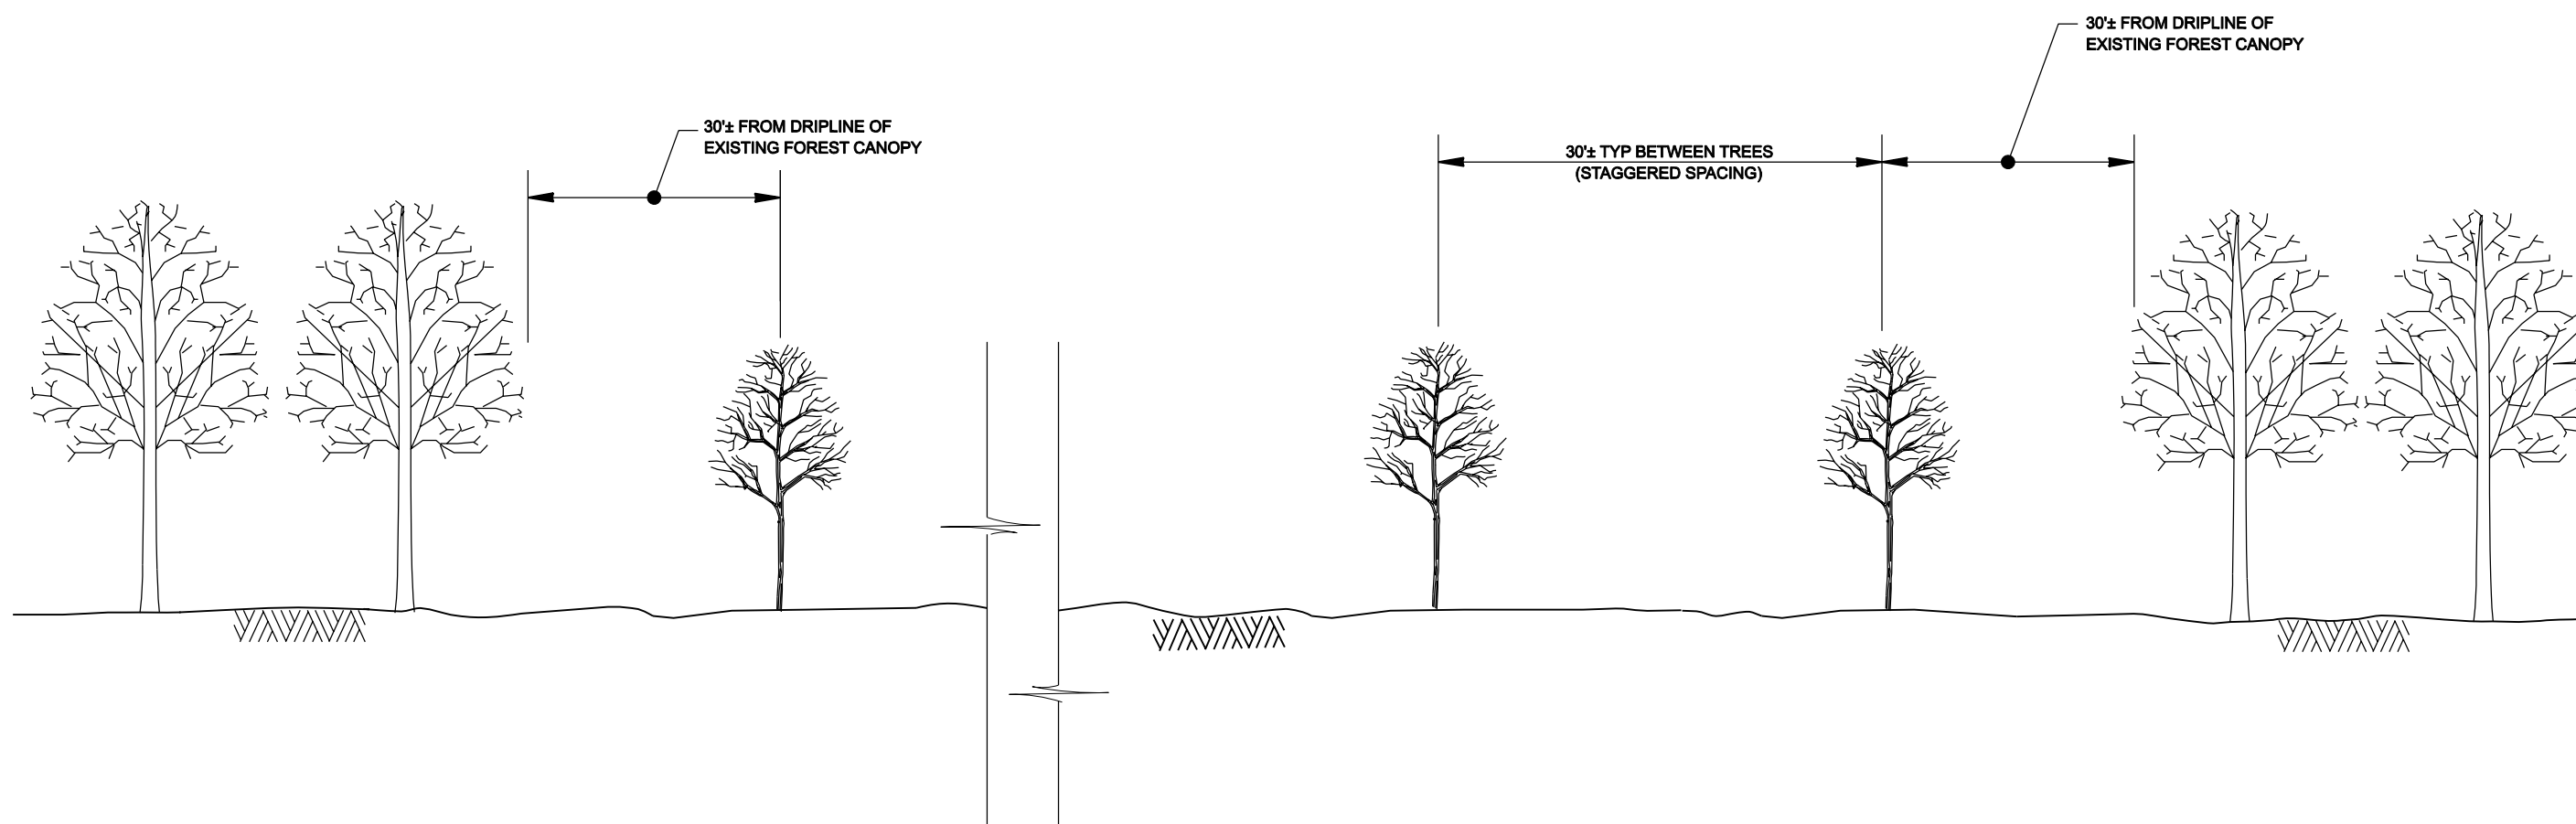 30'± FROM DRIPLINE OF
EXISTING FOREST CANOPY
30'± TYP BETWEEN TREES
(STAGGERED SPACING)
30'± FROM DRIPLINE OF
EXISTING FOREST CANOPY